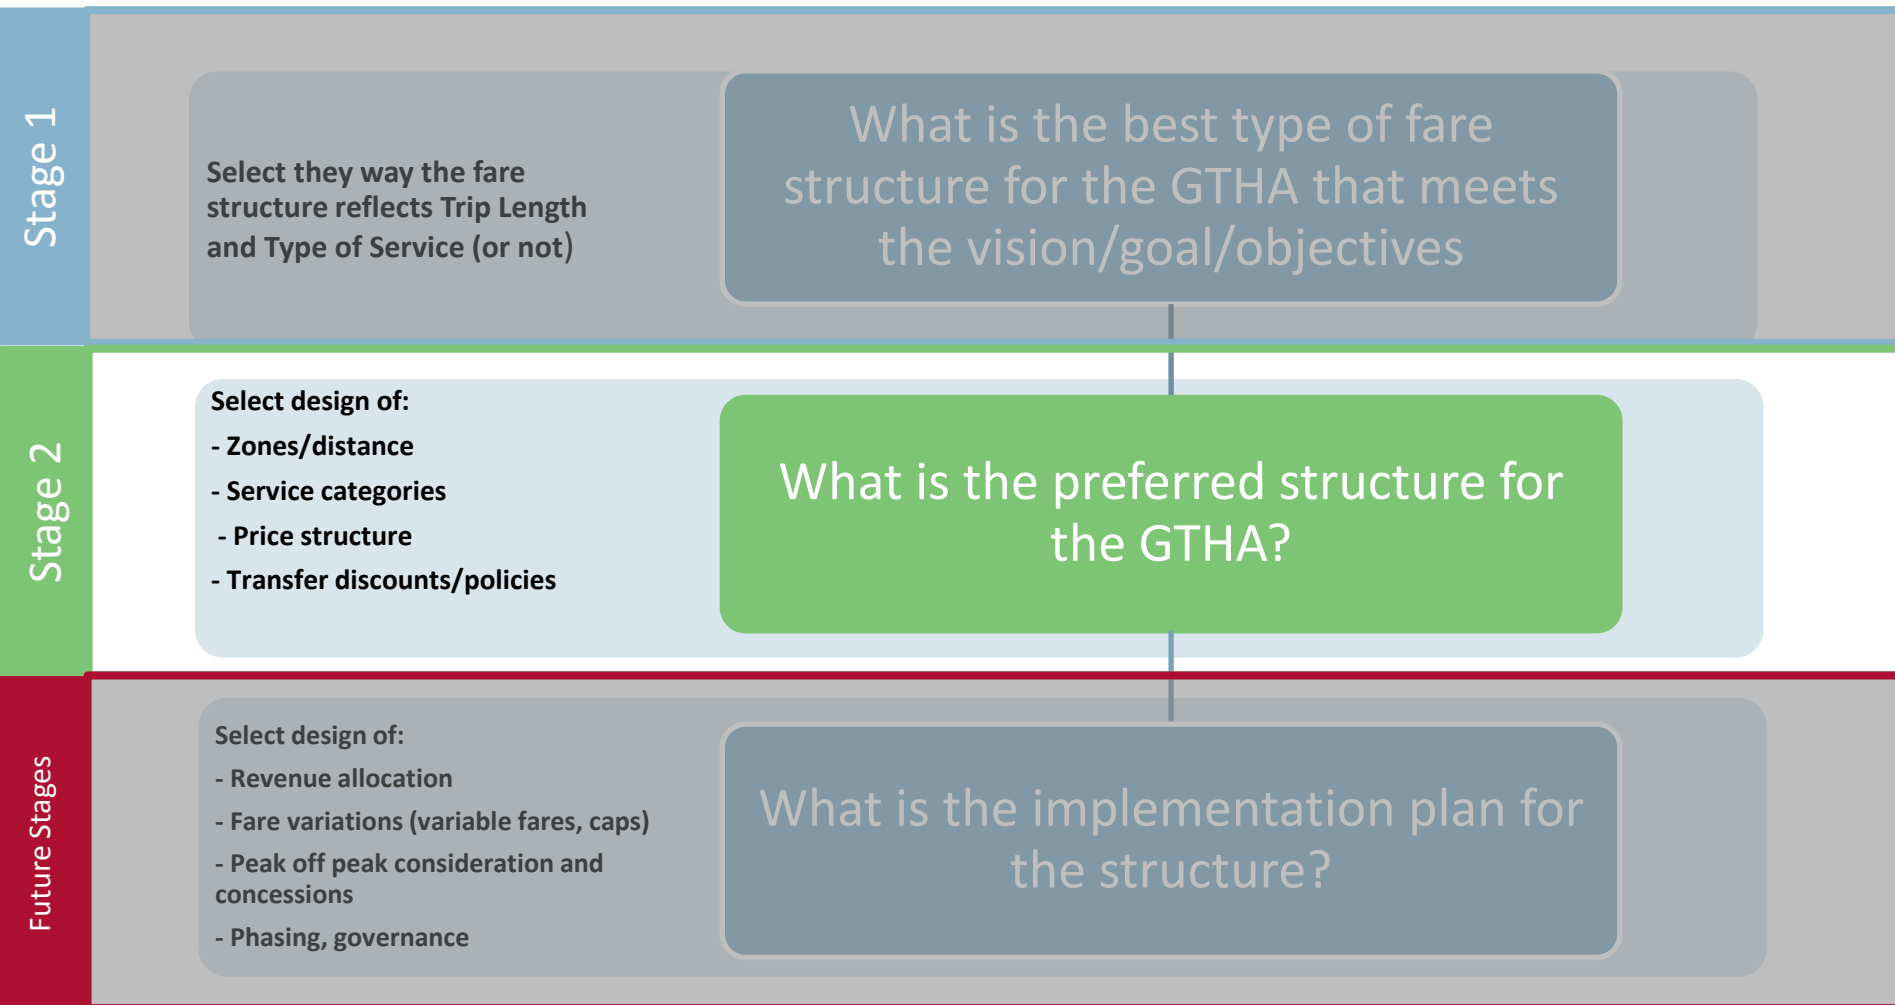 Stage 1
Select they way the fare
structure reflects Trip Length
and Type of Service (or not)
What is the best type of fare
structure for the GTHA that meets
the vision/goal/objectives
Stage 2
Select design of:
- Zones/distance
- Service categories
- Price structure
- Transfer discounts/policies
What is the preferred structure for
the GTHA?
Future Stages
Select design of:
- Revenue allocation
- Fare variations (variable fares, caps)
- Peak off peak consideration and
concessions
- Phasing, governance
What is the implementation plan for
the structure?